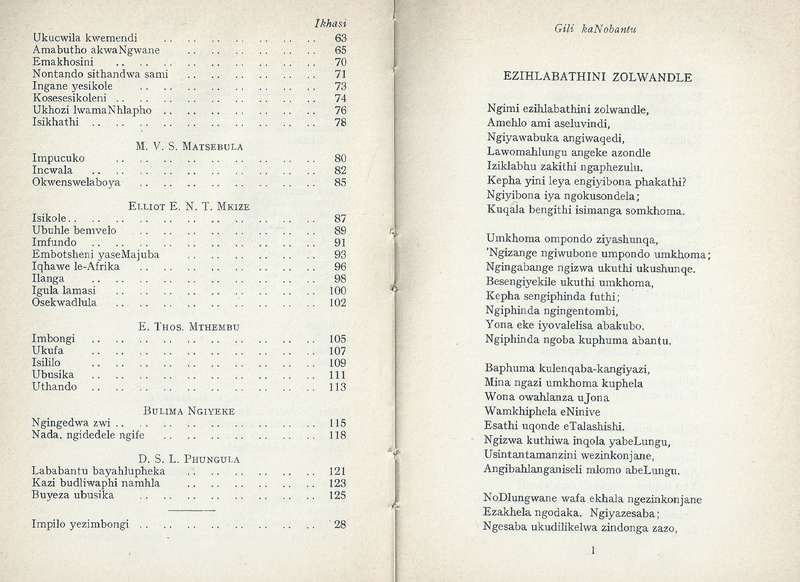 Ikhasi
Ukucwila kwemendi .. .. .. .. .. .. .. 63
Amabutho akwaNgwane .. .. .. .. .. .. 65
Emakhosini .. .. .. .. .. .. .. .. .. 70
Nontando sithandwa sami .. .. .. .. .. .. 71
Ingane yesikole .. .. .. .. .. .. .. .. 73
Kosesesikoleni .. .. .. .. .. .. .. .. .. 74
Ukhozi lwamaNhlapho .. .. .. .. .. .. .. 76
Isikhathi .. .. .. .. .. .. .. .. .. .. 78
M. V. S. Matsebula
Impucuko .. .. .. .. .. .. .. .. .. 80
Incwala .. .. .. .. .. .. .. .. .. 82
Okwenswelaboya .. .. .. .. .. .. .. .. 85
Elliot E. N. T. Mkize
Isikole .. .. .. .. .. .. .. .. .. .. 87
Ubuhle bemvelo .. .. .. .. .. .. .. .. 89
Imfundo .. .. .. .. .. .. .. .. .. 91
Embotsheni yaseMajuba .. .. .. .. .. .. 93
Iqhawe le-Afrika .. .. .. .. .. .. .. .. 96
Ilanga .. .. .. .. .. .. .. .. .. 98
Igula lamasi .. .. .. .. .. .. .. .. .. 100
Osekwadlula .. .. .. .. .. .. .. .. .. 102
E. Thos. Mthembu
Imbongi .. .. .. .. .. .. .. .. .. 105
Ukufa .. .. .. .. .. .. .. .. .. 107
Isililo .. .. .. .. .. .. .. .. .. 109
Ubusika .. .. .. .. .. .. .. .. .. 111
Uthando .. .. .. .. .. .. .. .. .. 113
Bulima Ngiyeke
Ngingedwa zwi .. .. .. .. .. .. .. .. .. 115
Nada, ngidedele ngife .. .. .. .. .. .. .. 118
D. S. L. Phungula
Lababantu bayahlupheka .. .. .. .. .. .. 121
Kazi budliwaphi namhla .. .. .. .. .. .. 123
Buyeza ubusika .. .. .. .. .. .. .. .. 125
Impilo yezimbongi .. .. .. .. .. .. .. .. 28
Gili kaNobantu
EZIHLABATHINI ZOLWANDLE
Ngimi ezihlabathini zolwandle,
Amehlo ami aseluvindi,
Ngiyawabuka angiwaqedi,
Lawomahlungu angeke azondle
Iziklabhu zakithi ngaphezulu.
Kepha yini leya engiyibona phakathi?
Ngiyibona iya ngokusondela;
Kuqala bengithi isimanga somkhoma.
Umkhoma ompondo ziyashunqa,
'Ngizange ngiwubone umpondo umkhoma;
Ngingabange ngizwa ukuthi ukushunqe.
Besengiyekile ukuthi umkhoma,
Kepha sengiphinda futhi;
Ngiphinda ngingentombi,
Yona eke iyovalelisa abakubo.
Ngiphinda ngoba kuphuma abantu.
Baphuma kulenqaba-kangiyazi,
Mina ngazi umkhoma kuphela
Wona owahlanza uJona
Wamkhiphela eNinive
Esathi uqonde eTalashishi.
Ngizwa kuthiwa inqola yabeLungu,
Usintantamanzini wezinkonjane,
Angibahlanganiseli mlomo abeLungu.
NoDlungwane wafa ekhala ngezinkonjane
Ezakhela ngodaka. Ngiyazesaba;
Ngesaba ukudilikelwa zindonga zazo,
1